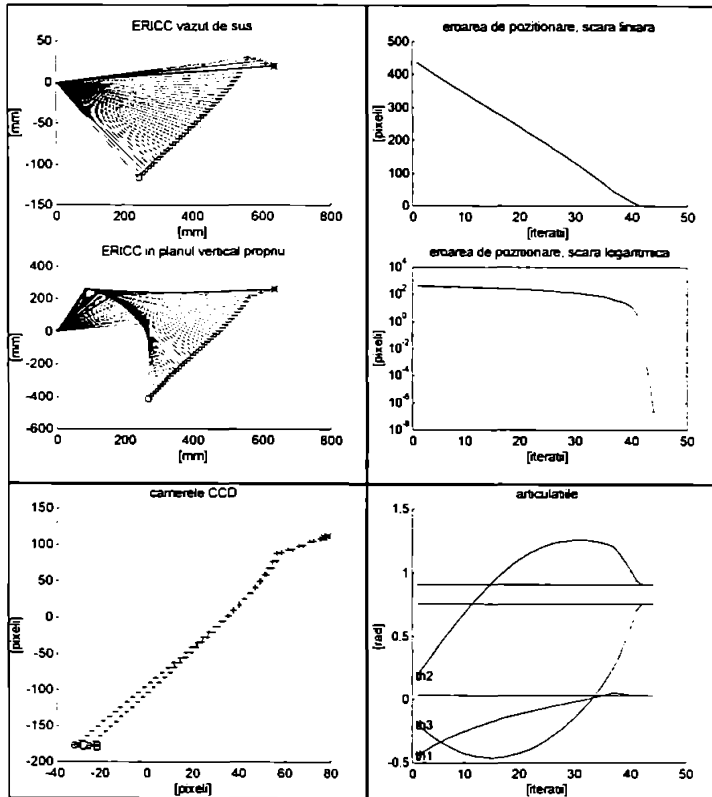 ERICC vazut de sus
50
0
-50
-100
-150
[mm]
0 200 400 600 800
[mm]
eroarea de pozitionare, scara liniara
500
400
300
200
100
0
[pixeli]
0 10 20 30 40 50
[iteratii]
ERICC in planul vertical propriu
400
200
0
-200
-400
-600
[mm]
0 200 400 600 800
[mm]
eroarea de pozitionare, scara logaritmica
10^4
10^2
10^0
10^-2
10^-4
10^-6
10^-8
[pixeli]
0 10 20 30 40 50
[iteratii]
camerele CCD
150
100
50
0
-50
-100
-150
-200
[pixeli]
-40 -20 0 20 40 60 80
[pixeli]
articulatiile
1.5
1
0.5
0
-0.5
[rad]
th2
th3
th1
0 10 20 30 40 50
[iteratii]